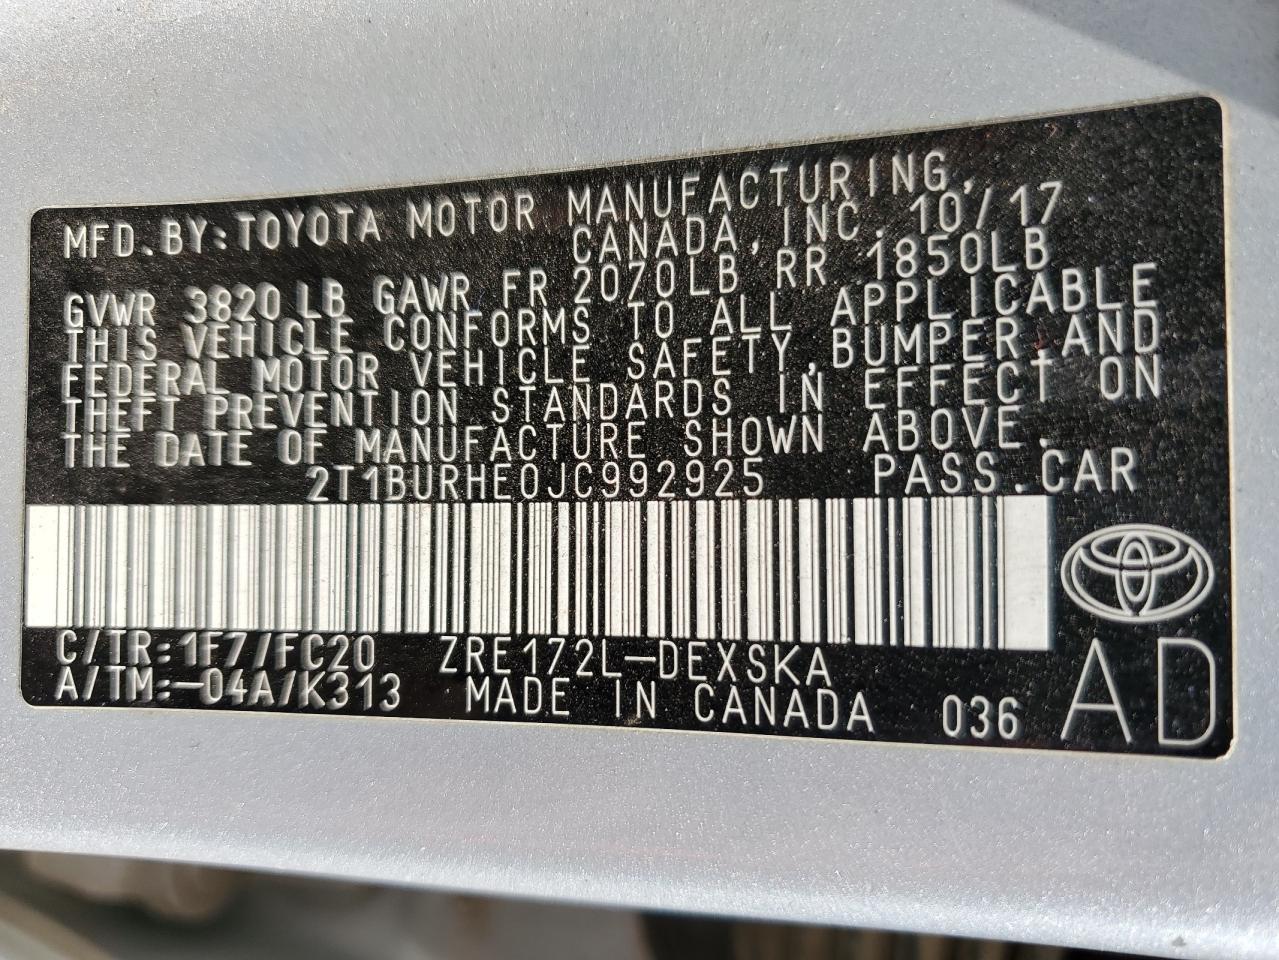 MFD.BY:TOYOTA MOTOR MANUFACTURING,
CANADA,INC.10/17
GVWR 3820LB GAWR FR 2070LB RR 1850LB
THIS VEHICLE CONFORMS TO ALL APPLICABLE
FEDERAL MOTOR VEHICLE SAFETY,BUMPER,AND
THEFT PREVENTION STANDARDS IN EFFECT ON
THE DATE OF MANUFACTURE SHOWN ABOVE.
2T1BURHE0JC992925 PASS.CAR
C/TR:1F7/FC20 ZRE172L-DEXSKA
A/TM:-04A/K313 MADE IN CANADA 036 AD